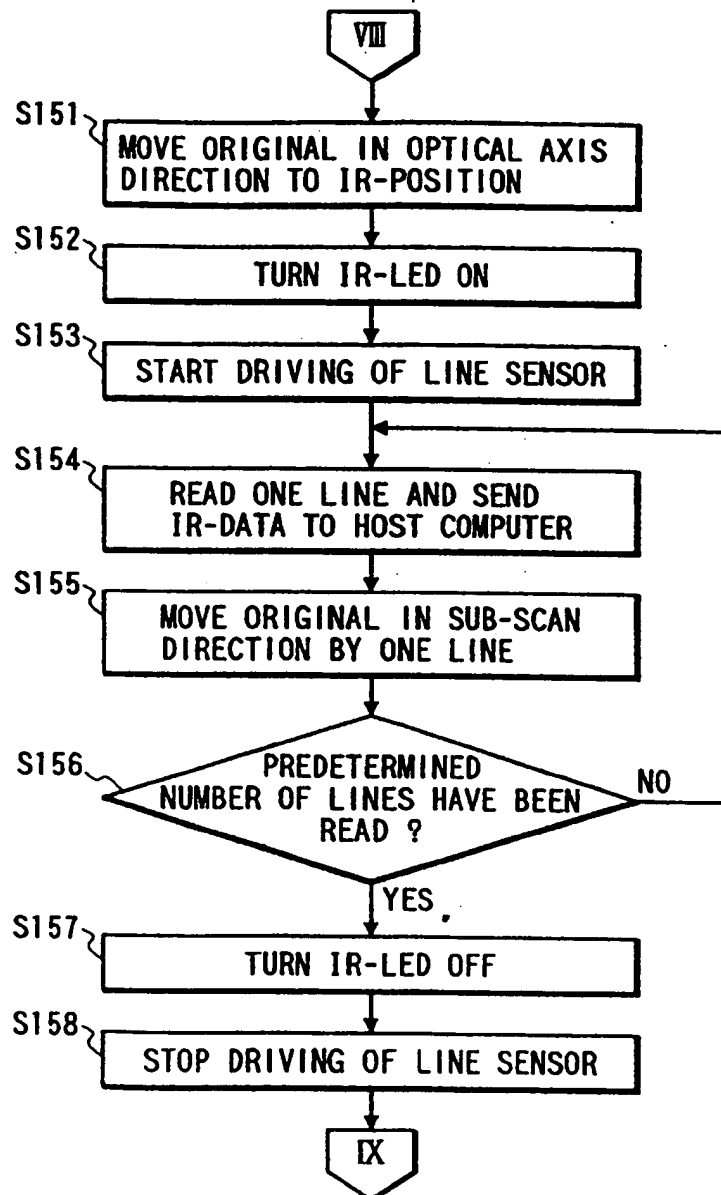 VIII
S151
MOVE ORIGINAL IN OPTICAL AXIS
DIRECTION TO IR-POSITION
S152
TURN IR-LED ON
S153
START DRIVING OF LINE SENSOR
S154
READ ONE LINE AND SEND
IR-DATA TO HOST COMPUTER
S155
MOVE ORIGINAL IN SUB-SCAN
DIRECTION BY ONE LINE
S156
PREDETERMINED
NUMBER OF LINES HAVE BEEN
READ ?
NO
YES
S157
TURN IR-LED OFF
S158
STOP DRIVING OF LINE SENSOR
IX